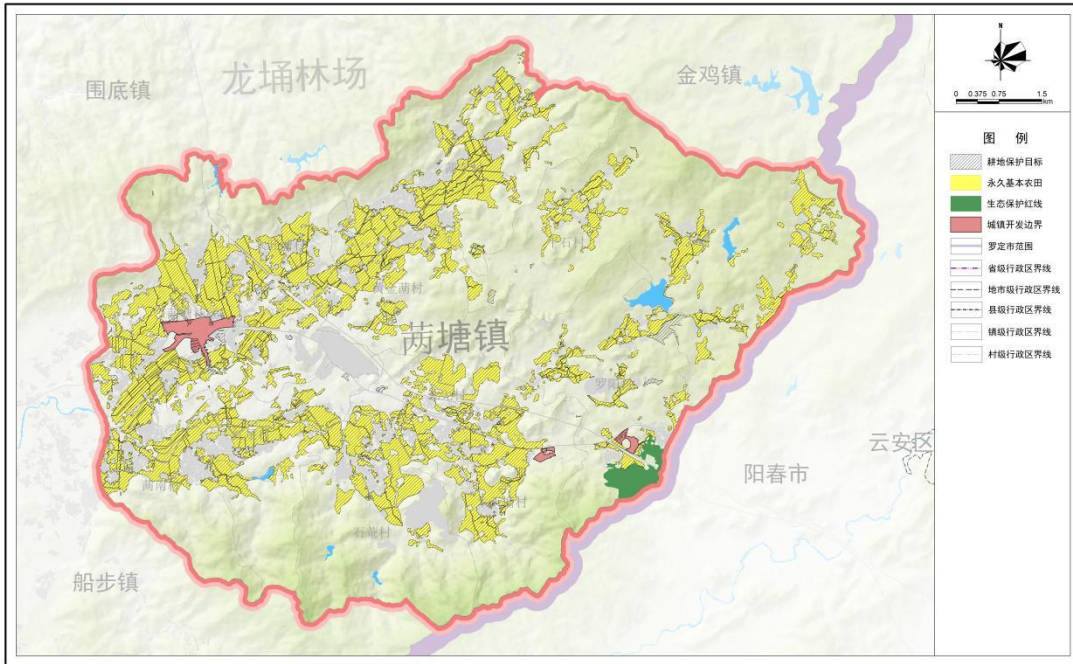 围底镇
龙埇林场
金鸡镇
苘塘镇
石荒村
罗阳
船步镇
阳春市
云安区
N
0 0.375 0.75 1.5
km
图 例
耕地保护目标
永久基本农田
生态保护红线
城镇开发边界
罗定市范围
省级行政区界线
地市级行政区界线
县级行政区界线
镇级行政区界线
村级行政区界线